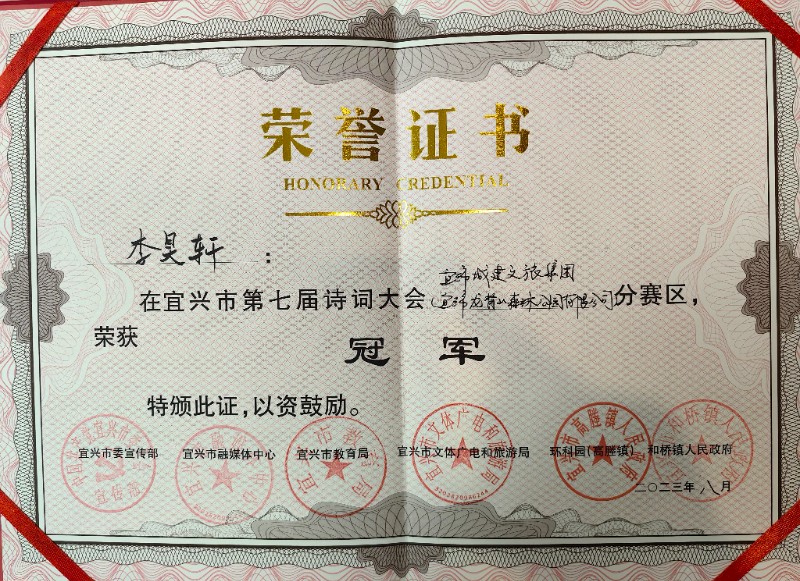 荣誉证书
HONORARY CREDENTIAL
李昊轩：
宜兴市城建文旅集团
在宜兴市第七届诗词大会（宜兴市龙背山森林公园有限公司）分赛区，
荣获
冠军
特颁此证，以资鼓励。
宜兴市委宣传部 宜兴市融媒体中心 宜兴市教育局 宜兴市文体广电和旅游局 环科园(高塍镇) 和桥镇人民政府
二〇二三年八月